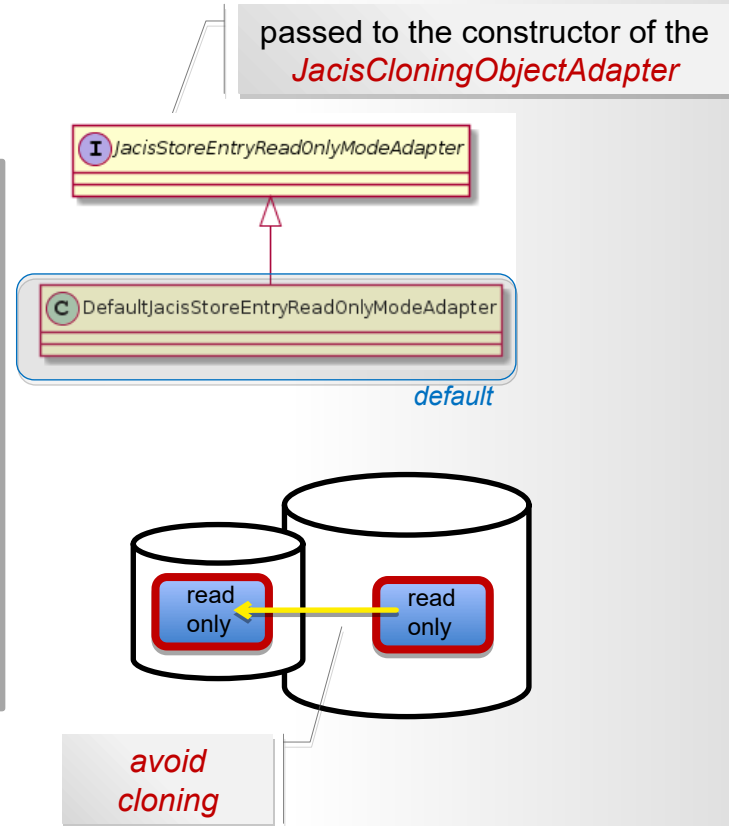 passed to the constructor of the
JacisCloningObjectAdapter
I JacisStoreEntryReadOnlyModeAdapter
C DefaultJacisStoreEntryReadOnlyModeAdapter
default
read
only
read
only
avoid
cloning